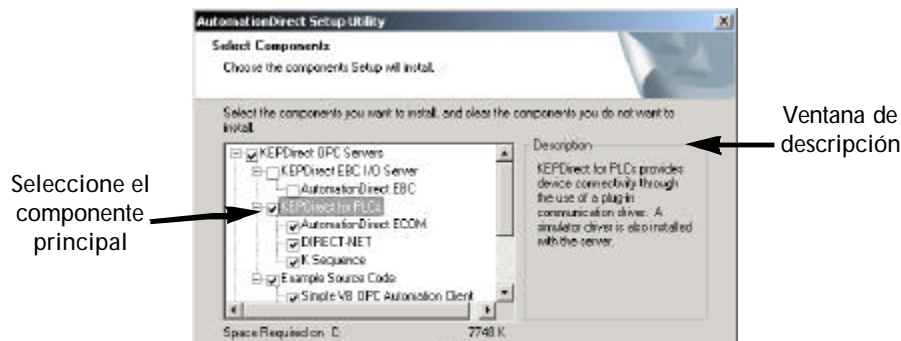 AutomationDirect Setup Utility
Select Components
Choose the components Setup will install.
Select the components you want to install, and clear the components you do not want to
install.
KEPDirect OPC Servers
KEPDirect EBC I/O Server
AutomationDirect EBC
KEPDirect for PLCs
AutomationDirect ECOM
DIRECT-NET
K Sequence
Example Source Code
Simple VB OPC Automation Client
Description
KEPDirect for PLCs provides
device connectivity through
the use of a plug-in
communication driver. A
simulator driver is also installed
with the server.
Space Required on C:
7748 K
Seleccione el
componente
principal
Ventana de
descripción